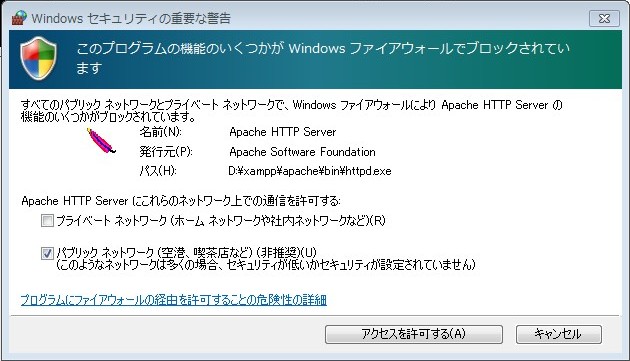 Windows セキュリティの重要な警告
このプログラムの機能のいくつかが Windows ファイアウォールでブロックされてい
ます
すべてのパブリック ネットワークとプライベート ネットワークで、Windows ファイアウォールにより Apache HTTP Server の
機能のいくつかがブロックされています。
名前(N): Apache HTTP Server
発行元(P): Apache Software Foundation
パス(H): D:¥xampp¥apache¥bin¥httpd.exe
Apache HTTP Server にこれらのネットワーク上での通信を許可する:
プライベート ネットワーク (ホーム ネットワークや社内ネットワークなど)(R)
パブリック ネットワーク (空港、喫茶店など) (非推奨)(U)
(このようなネットワークは多くの場合、セキュリティが低いかセキュリティが設定されていません)
プログラムにファイアウォールの経由を許可することの危険性の詳細
アクセスを許可する(A)
キャンセル